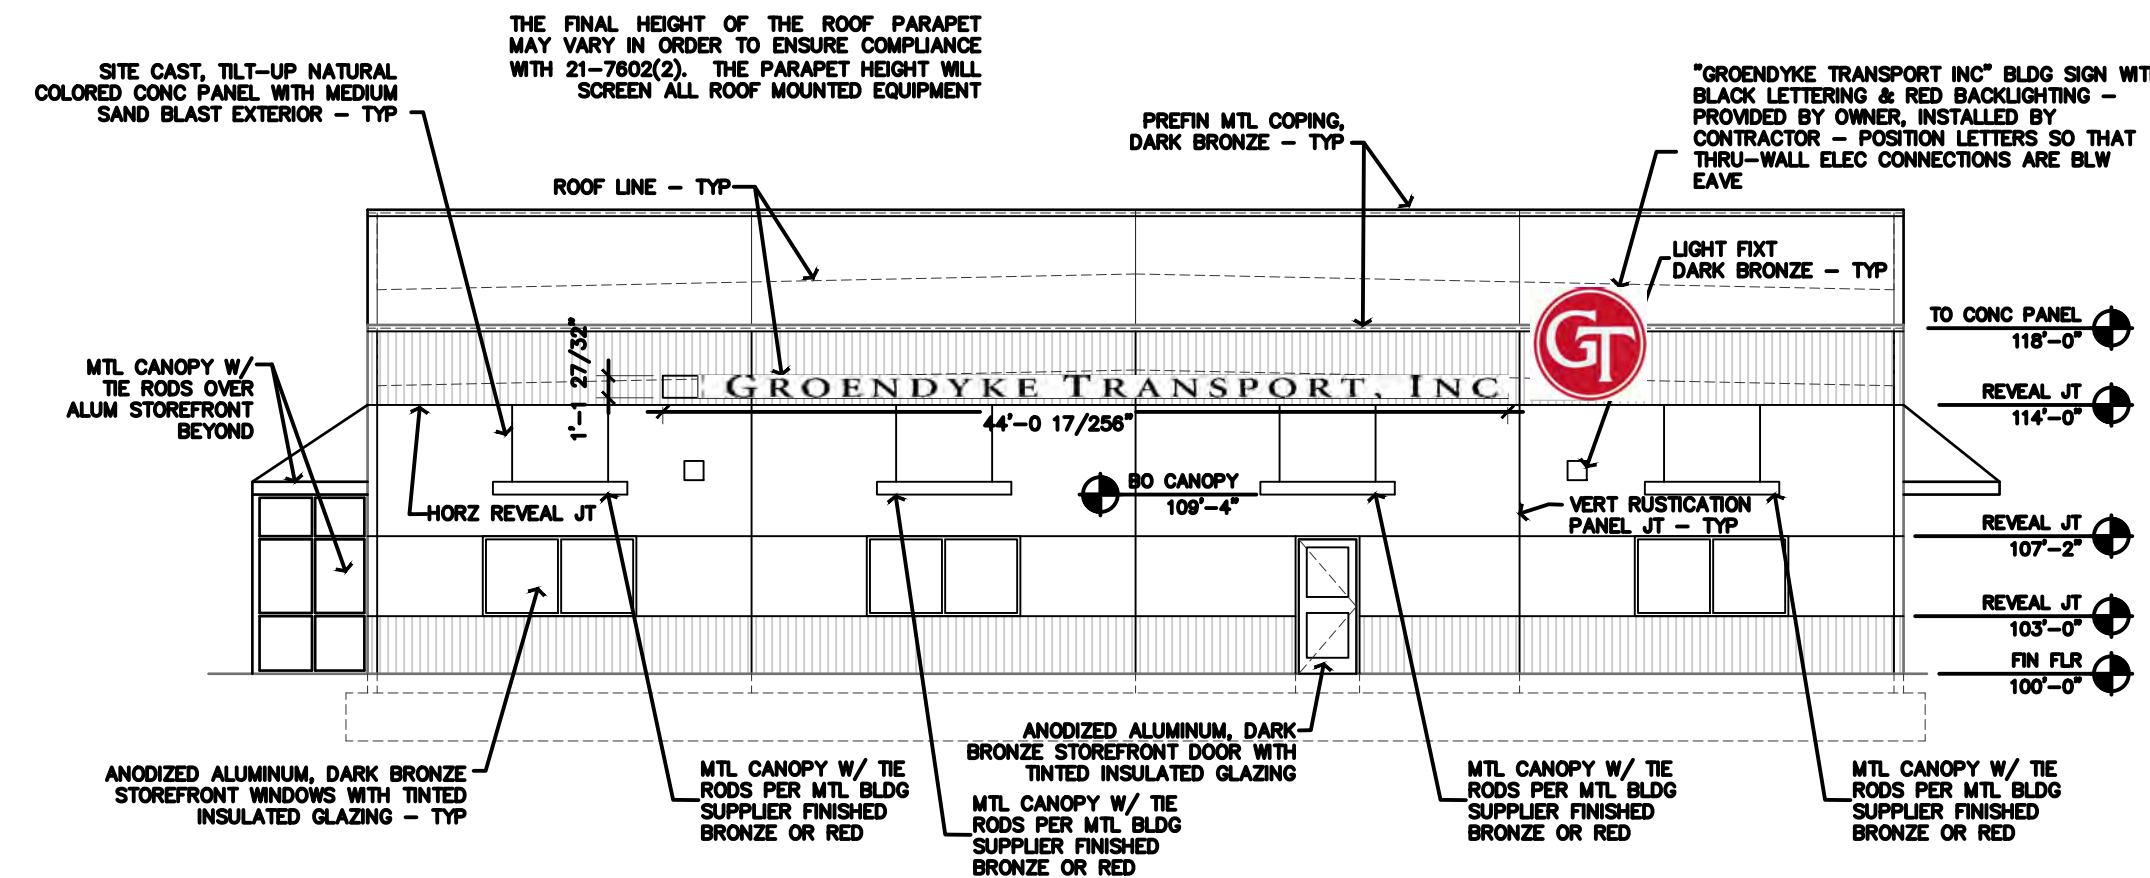 THE FINAL HEIGHT OF THE ROOF PARAPET
MAY VARY IN ORDER TO ENSURE COMPLIANCE
WITH 21-7602(2). THE PARAPET HEIGHT WILL
SCREEN ALL ROOF MOUNTED EQUIPMENT
SITE CAST, TILT-UP NATURAL
COLORED CONC PANEL WITH MEDIUM
SAND BLAST EXTERIOR - TYP
"GROENDYKE TRANSPORT INC" BLDG SIGN WITH
BLACK LETTERING & RED BACKLIGHTING -
PROVIDED BY OWNER, INSTALLED BY
CONTRACTOR - POSITION LETTERS SO THAT
THRU-WALL ELEC CONNECTIONS ARE BLW
EAVE
PREFIN MTL COPING,
DARK BRONZE - TYP
ROOF LINE - TYP
LIGHT FIXT
DARK BRONZE - TYP
TO CONC PANEL
118'-0"
MTL CANOPY W/
TIE RODS OVER
ALUM STOREFRONT
BEYOND
1'-1 27/32"
GROENDYKE TRANSPORT, INC
GT
REVEAL JT
114'-0"
44'-0 17/256"
BO CANOPY
109'-4"
HORZ REVEAL JT
VERT RUSTICATION
PANEL JT - TYP
REVEAL JT
107'-2"
REVEAL JT
103'-0"
FIN FLR
100'-0"
ANODIZED ALUMINUM, DARK BRONZE
STOREFRONT WINDOWS WITH TINTED
INSULATED GLAZING - TYP
MTL CANOPY W/ TIE
RODS PER MTL BLDG
SUPPLIER FINISHED
BRONZE OR RED
ANODIZED ALUMINUM, DARK
BRONZE STOREFRONT DOOR WITH
TINTED INSULATED GLAZING
MTL CANOPY W/ TIE
RODS PER MTL BLDG
SUPPLIER FINISHED
BRONZE OR RED
MTL CANOPY W/ TIE
RODS PER MTL BLDG
SUPPLIER FINISHED
BRONZE OR RED
MTL CANOPY W/ TIE
RODS PER MTL BLDG
SUPPLIER FINISHED
BRONZE OR RED